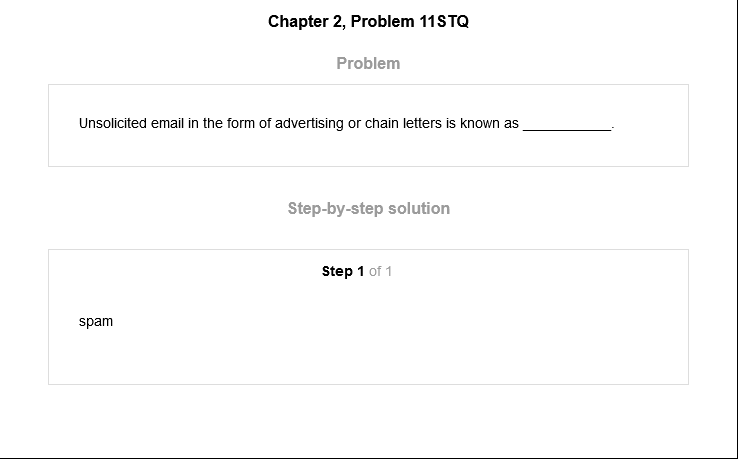 Chapter 2, Problem 11STQ
Problem
Unsolicited email in the form of advertising or chain letters is known as ___________.
Step-by-step solution
Step 1 of 1
spam